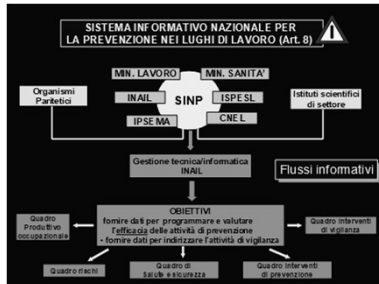 SISTEMA INFORMATIVO NAZIONALE PER
LA PREVENZIONE NEI LUGHI DI LAVORO (Art. 8)
MIN. LAVORO
MIN. SANITA'
Organismi
Paritetici
INAIL
SINP
ISPESL
Istituti scientifici
di settore
IPSEMA
CNEL
Gestione tecnica/informatica
INAIL
Flussi informativi
OBIETTIVI
fornire dati per programmare e valutare
l'efficacia delle attività di prevenzione
- fornire dati per indirizzare l'attività di vigilanza
Quadro
Produttivo
occupazionale
Quadro interventi
di vigilanza
Quadro rischi
Quadro di
Salute e sicurezza
Quadro interventi
di prevenzione